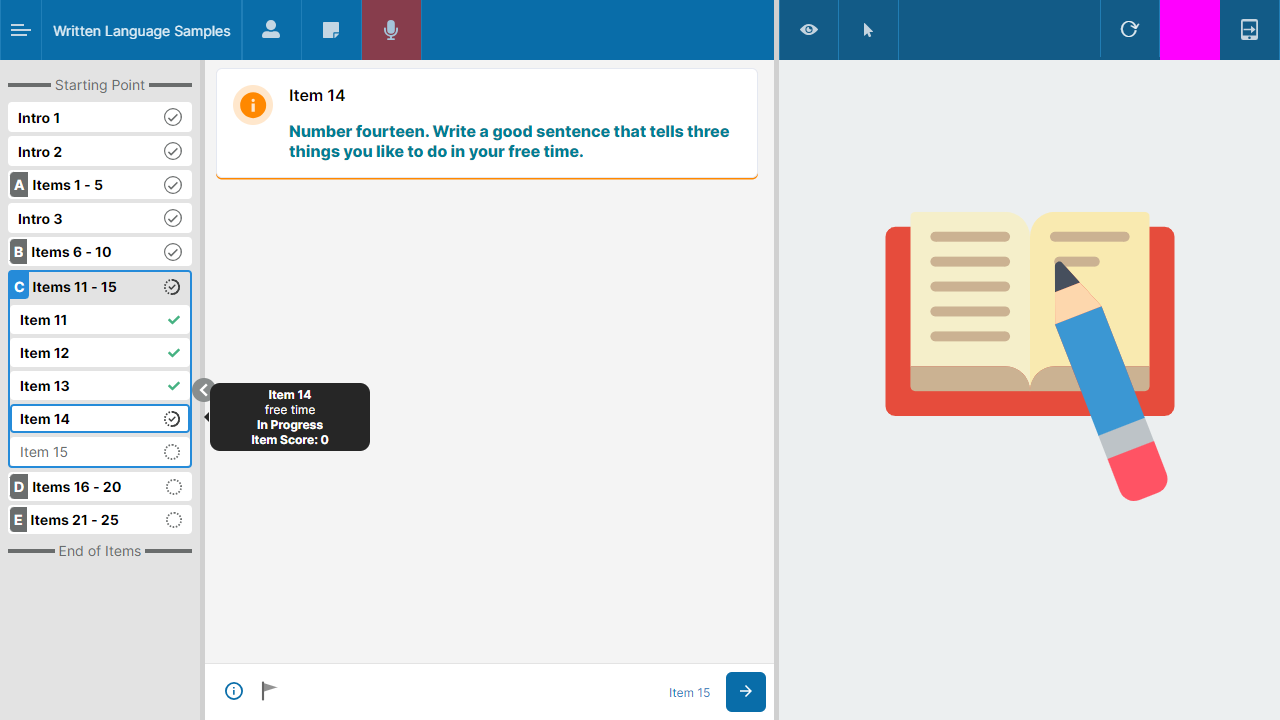 Written Language Samples
Starting Point
Intro 1
Intro 2
A Items 1 - 5
Intro 3
B Items 6 - 10
C Items 11 - 15
Item 11
Item 12
Item 13
Item 14
Item 15
D Items 16 - 20
E Items 21 - 25
End of Items
Item 14
Number fourteen. Write a good sentence that tells three
things you like to do in your free time.
Item 14
free time
In Progress
Item Score: 0
Item 15